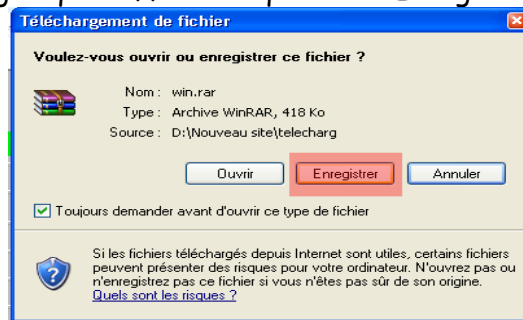 Téléchargement de fichier
Voulez-vous ouvrir ou enregistrer ce fichier ?
Nom : win.rar
Type : Archive WinRAR, 418 Ko
Source : D:\Nouveau site\telecharg
Ouvrir Enregistrer Annuler
Toujours demander avant d'ouvrir ce type de fichier
Si les fichiers téléchargés depuis Internet sont utiles, certains fichiers
peuvent présenter des risques pour votre ordinateur. N'ouvrez pas ou
n'enregistrez pas ce fichier si vous n'êtes pas sûr de son origine.
Quels sont les risques ?